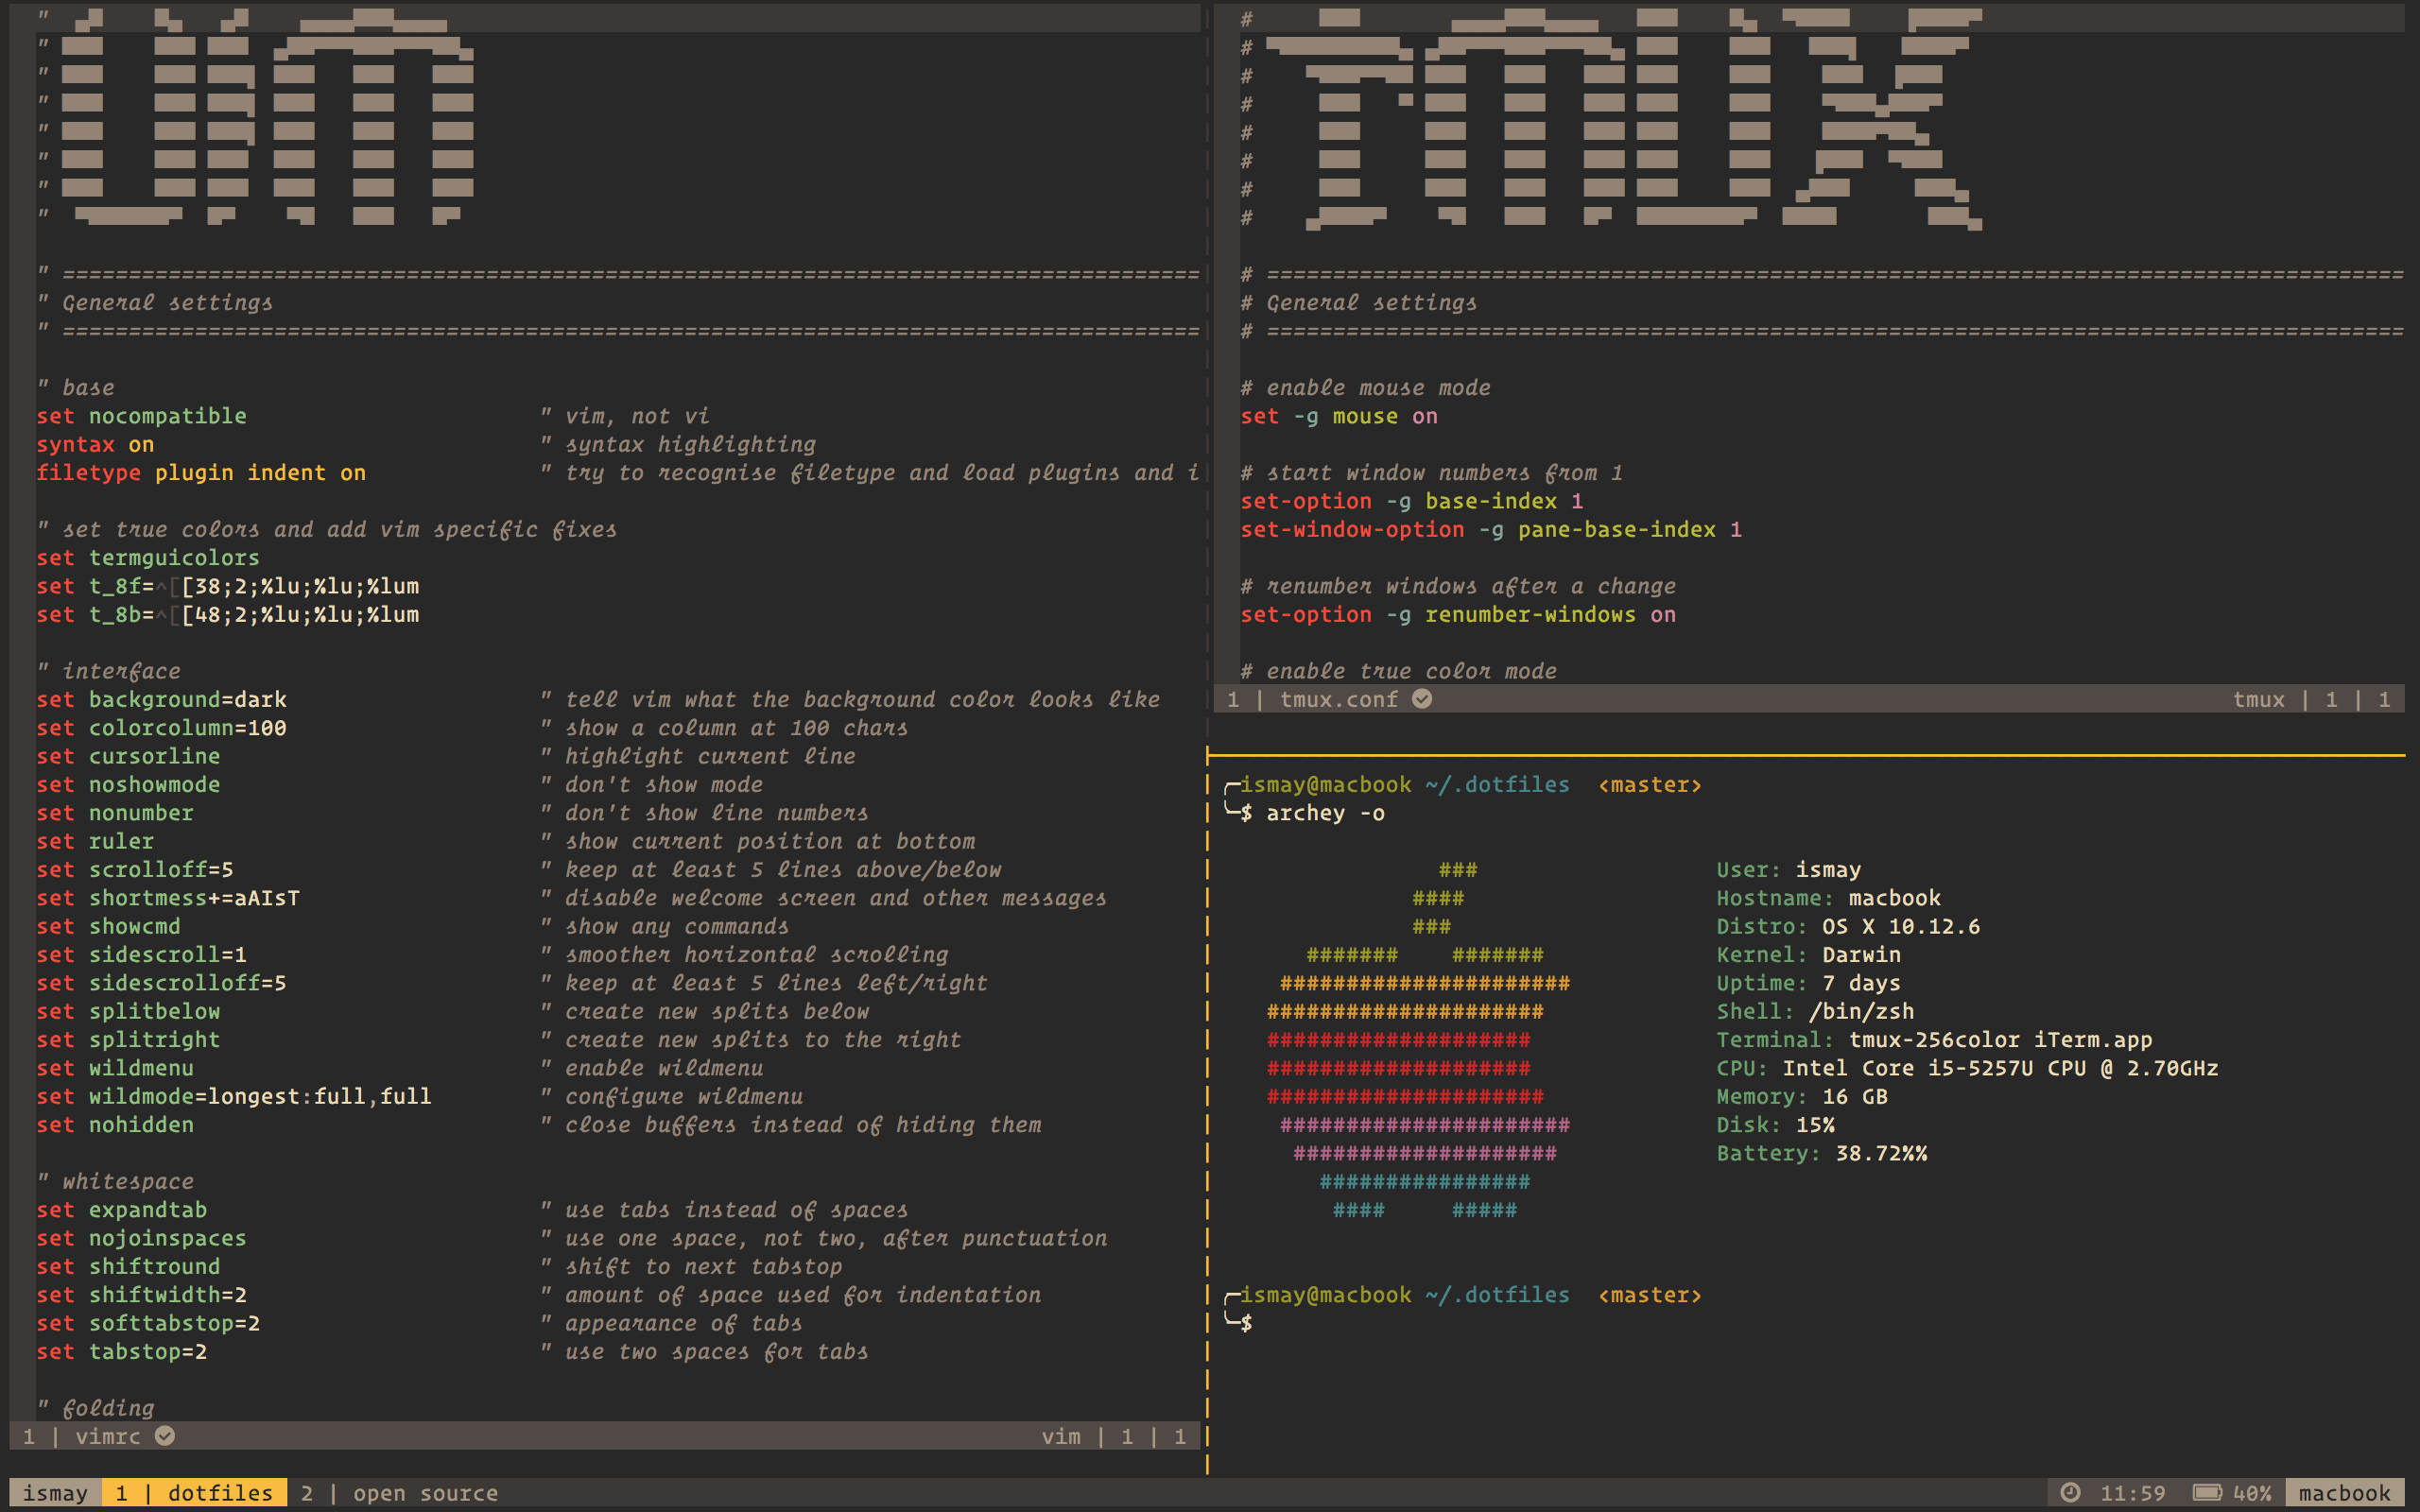 " ======================================================================================
" General settings
" ======================================================================================
" base
set nocompatible " vim, not vi
syntax on " syntax highlighting
filetype plugin indent on " try to recognise filetype and load plugins and i
" set true colors and add vim specific fixes
set termguicolors
set t_8f=^[[38;2;%lu;%lu;%lum
set t_8b=^[[48;2;%lu;%lu;%lum
" interface
set background=dark " tell vim what the background color looks like
set colorcolumn=100 " show a column at 100 chars
set cursorline " highlight current line
set noshowmode " don't show mode
set nonumber " don't show line numbers
set ruler " show current position at bottom
set scrolloff=5 " keep at least 5 lines above/below
set shortmess+=aAIsT " disable welcome screen and other messages
set showcmd " show any commands
set sidescroll=1 " smoother horizontal scrolling
set sidescrolloff=5 " keep at least 5 lines left/right
set splitbelow " create new splits below
set splitright " create new splits to the right
set wildmenu " enable wildmenu
set wildmode=longest:full,full " configure wildmenu
set nohidden " close buffers instead of hiding them
" whitespace
set expandtab " use tabs instead of spaces
set nojoinspaces " use one space, not two, after punctuation
set shiftround " shift to next tabstop
set shiftwidth=2 " amount of space used for indentation
set softtabstop=2 " appearance of tabs
set tabstop=2 " use two spaces for tabs
" folding
1 | vimrc vim | 1 | 1
# ======================================================================================
# General settings
# ======================================================================================
# enable mouse mode
set -g mouse on
# start window numbers from 1
set-option -g base-index 1
set-window-option -g pane-base-index 1
# renumber windows after a change
set-option -g renumber-windows on
# enable true color mode
1 | tmux.conf tmux | 1 | 1
ismay@macbook ~/.dotfiles <master>
$ archey -o
### User: ismay
#### Hostname: macbook
### Distro: OS X 10.12.6
####### ####### Kernel: Darwin
###################### Uptime: 7 days
##################### Shell: /bin/zsh
#################### Terminal: tmux-256color iTerm.app
#################### CPU: Intel Core i5-5257U CPU @ 2.70GHz
##################### Memory: 16 GB
###################### Disk: 15%
#################### Battery: 38.72%%
################
#### #####
ismay@macbook ~/.dotfiles <master>
$
ismay 1 | dotfiles 2 | open source 11:59 40% macbook